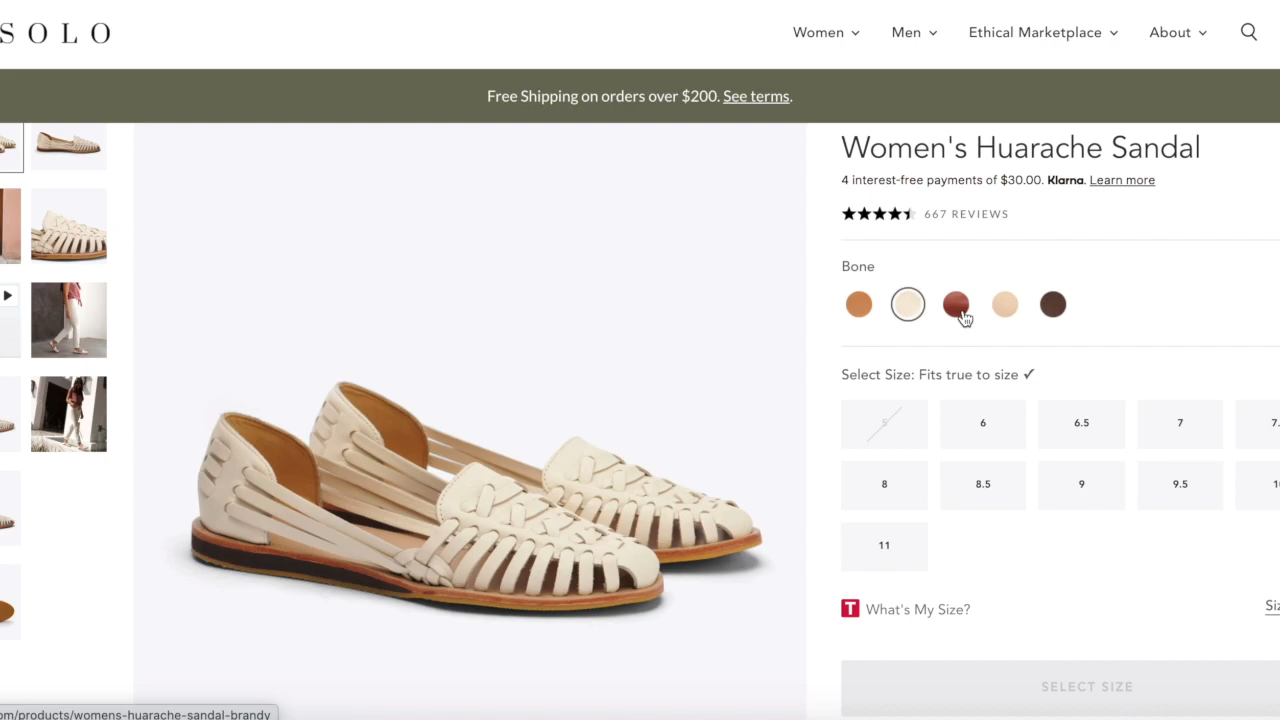 SOLO
Women Men Ethical Marketplace About
Free Shipping on orders over $200. See terms.
Women's Huarache Sandal
4 interest-free payments of $30.00. Klarna. Learn more
667 REVIEWS
Bone
Select Size: Fits true to size ✓
5 6 6.5 7 7.
8 8.5 9 9.5
11
T What's My Size?
SELECT SIZE
om/products/womens-huarache-sandal-brandy